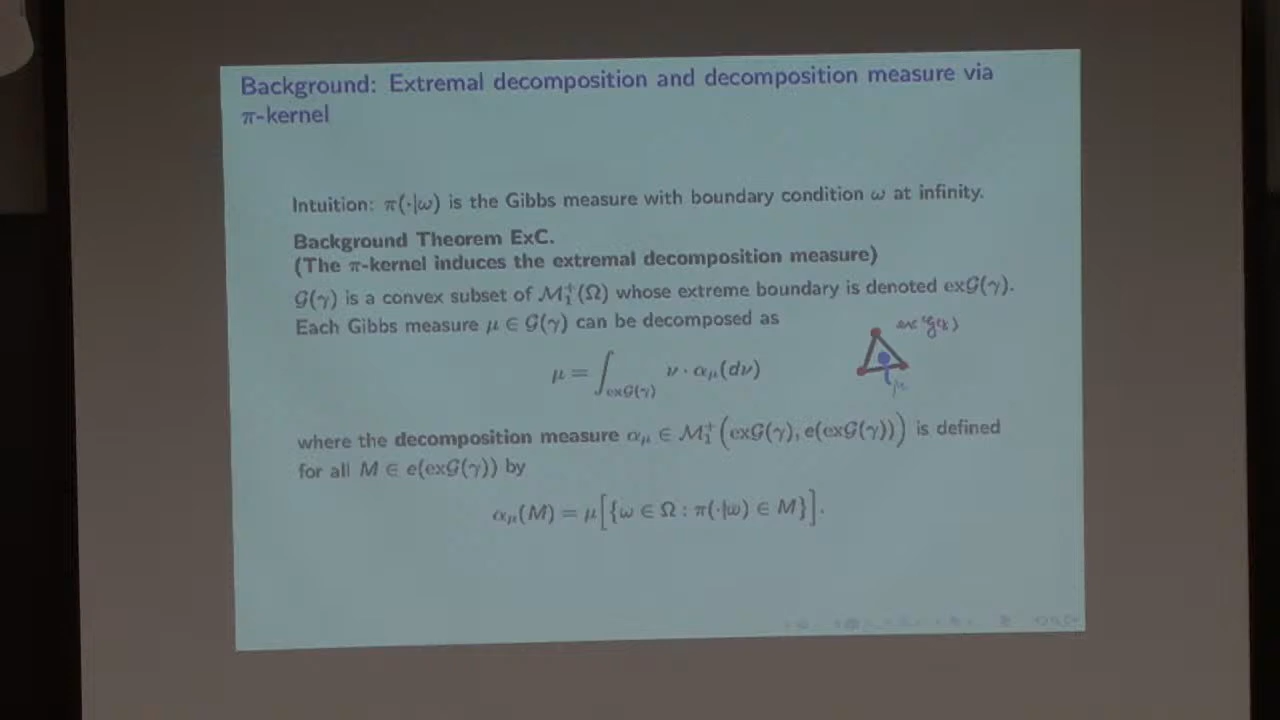 Background: Extremal decomposition and decomposition measure via
π-kernel
Intuition: π(·|ω) is the Gibbs measure with boundary condition ω at infinity.
Background Theorem ExC.
(The π-kernel induces the extremal decomposition measure)
𝒢(γ) is a convex subset of ℳ₁⁺(Ω) whose extreme boundary is denoted ex𝒢(γ).
Each Gibbs measure μ ∈ 𝒢(γ) can be decomposed as
μ = ∫_{ex𝒢(γ)} ν · α_μ(dν)
μ
where the decomposition measure α_μ ∈ ℳ₁⁺(ex𝒢(γ), e(ex𝒢(γ))) is defined
for all M ∈ e(ex𝒢(γ)) by
α_μ(M) = μ[{ω ∈ Ω : π(·|ω) ∈ M}].